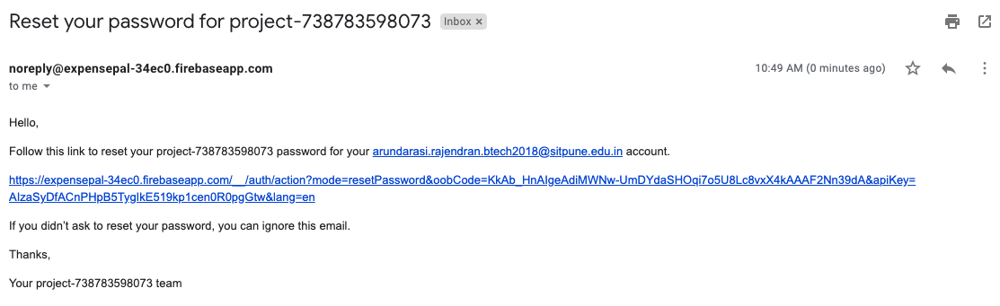 Reset your password for project-738783598073 Inbox ×
noreply@expensepal-34ec0.firebaseapp.com 10:49 AM (0 minutes ago)
to me
Hello,
Follow this link to reset your project-738783598073 password for your arundarasi.rajendran.btech2018@sitpune.edu.in account.
https://expensepal-34ec0.firebaseapp.com/__/auth/action?mode=resetPassword&oobCode=KkAb_HnAIgeAdiMWNw-UmDYdaSHOqi7o5U8Lc8vxX4kAAAF2Nn39dA&apiKey=
AIzaSyDfACnPHpB5TyglkE519kp1cen0R0pgGtw&lang=en
If you didn’t ask to reset your password, you can ignore this email.
Thanks,
Your project-738783598073 team